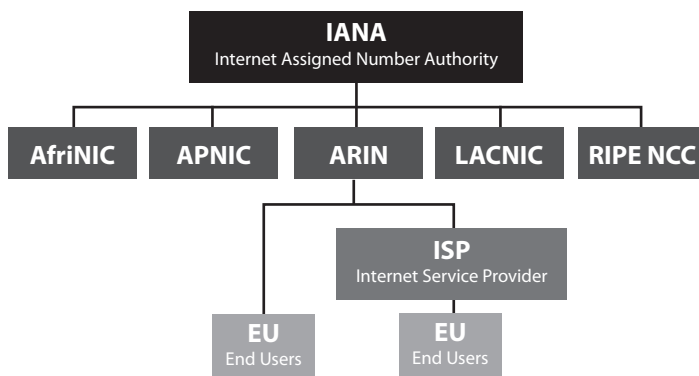 IANA
Internet Assigned Number Authority
AfriNIC
APNIC
ARIN
LACNIC
RIPE NCC
ISP
Internet Service Provider
EU
End Users
EU
End Users